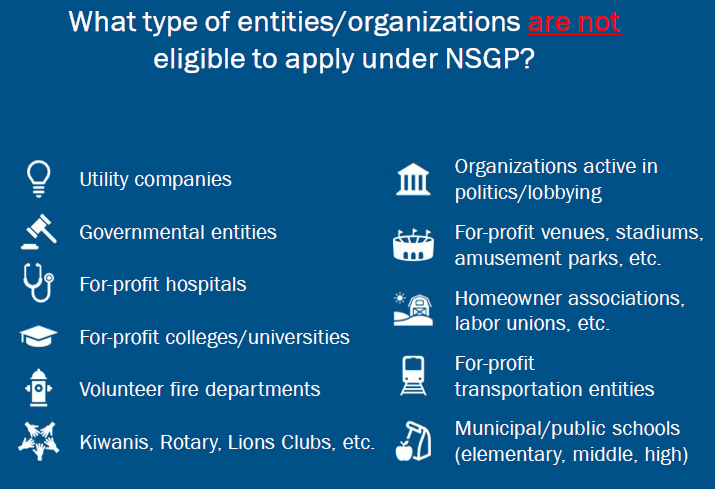 What type of entities/organizations are not
eligible to apply under NSGP?
Utility companies
Governmental entities
For-profit hospitals
For-profit colleges/universities
Volunteer fire departments
Kiwanis, Rotary, Lions Clubs, etc.
Organizations active in
politics/lobbying
For-profit venues, stadiums,
amusement parks, etc.
Homeowner associations,
labor unions, etc.
For-profit
transportation entities
Municipal/public schools
(elementary, middle, high)